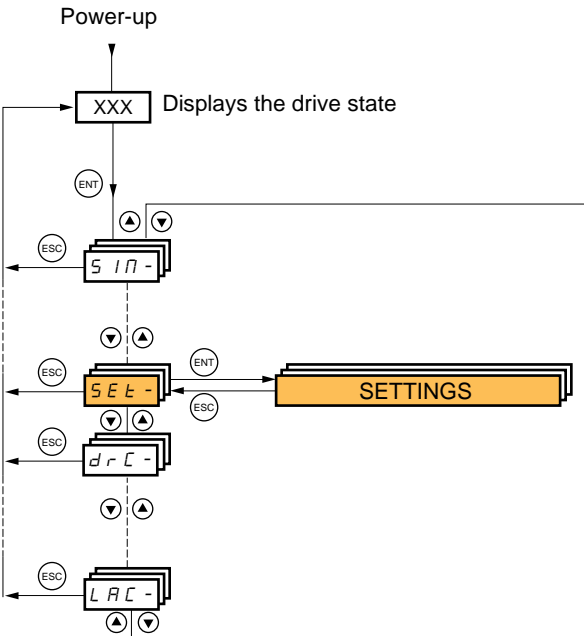 Power-up
XXX Displays the drive state
ENT
ESC
SIM-
ENT
ESC
SEt- SETTINGS
ESC
ESC
drC-
ESC
LAC-